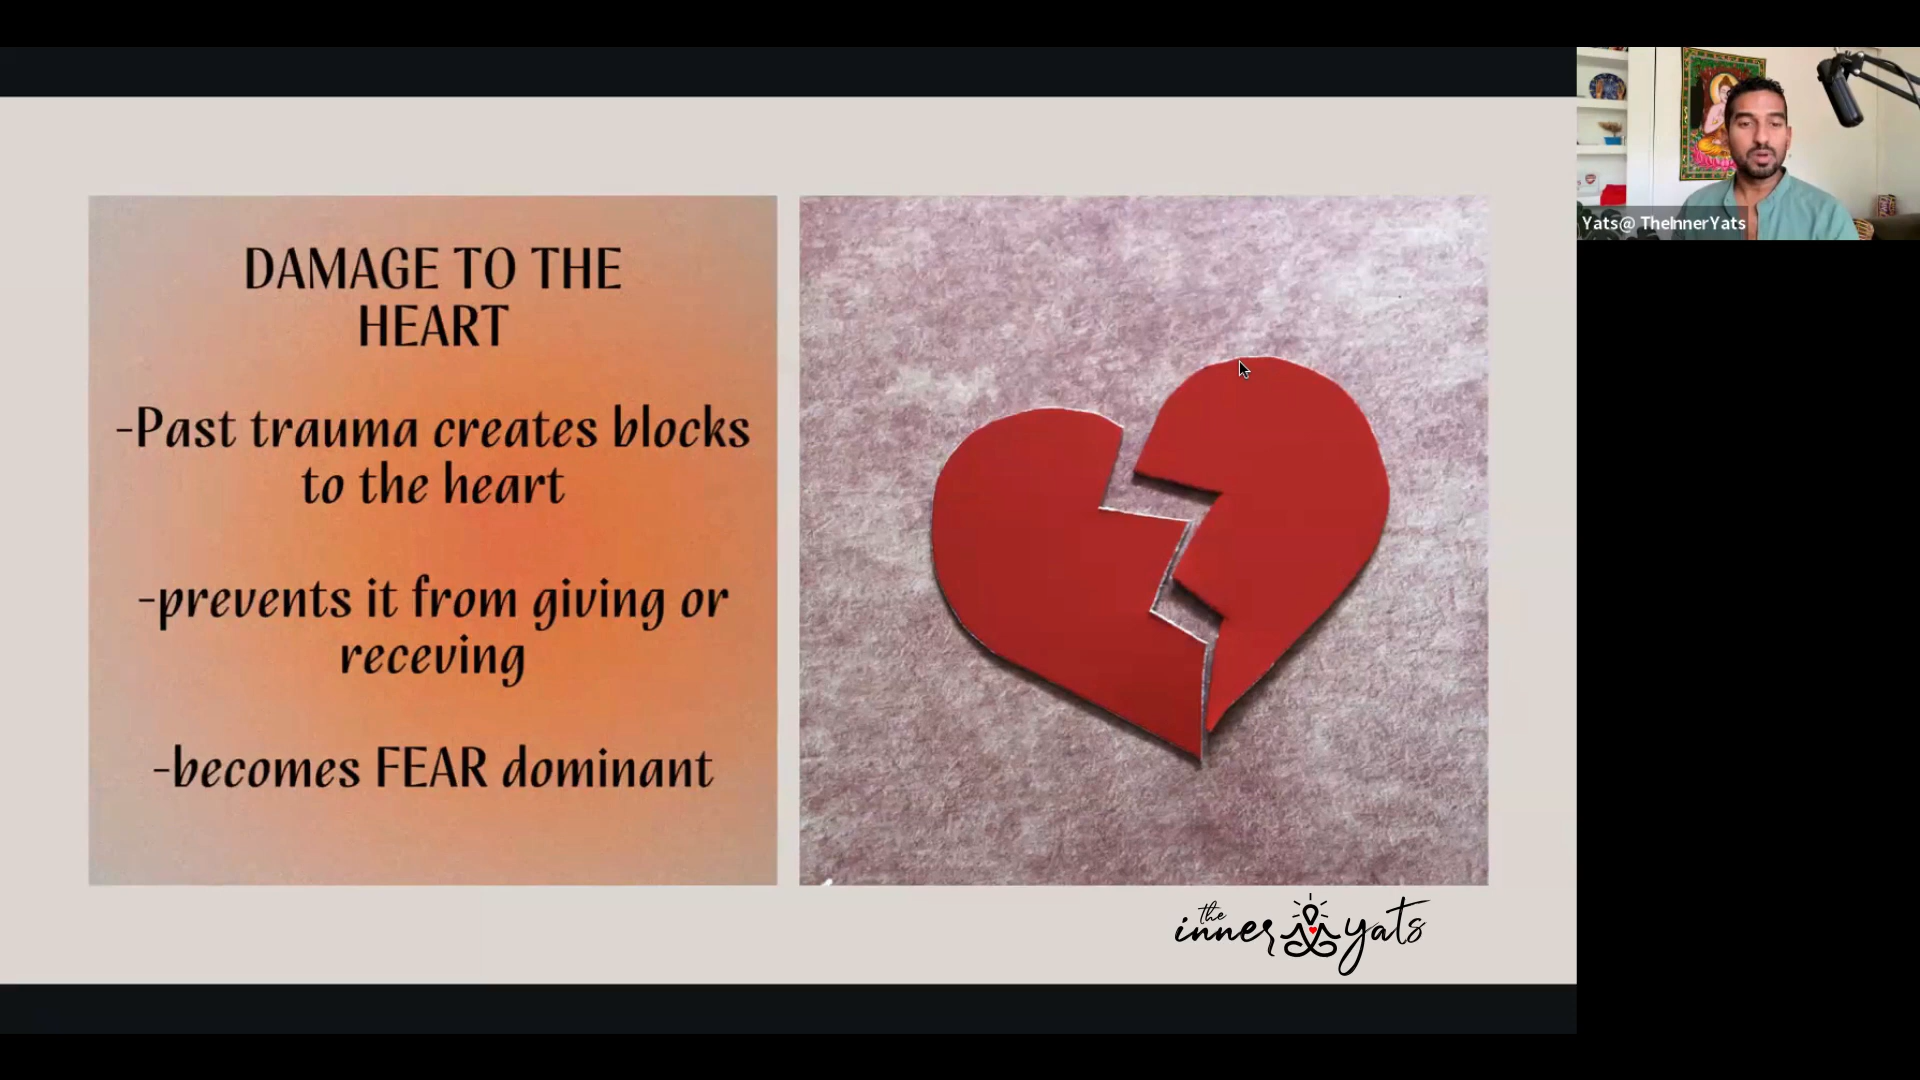 DAMAGE TO THE
HEART
-Past trauma creates blocks
to the heart
-prevents it from giving or
receving
-becomes FEAR dominant
the
inner yats
Yats@ TheInnerYats